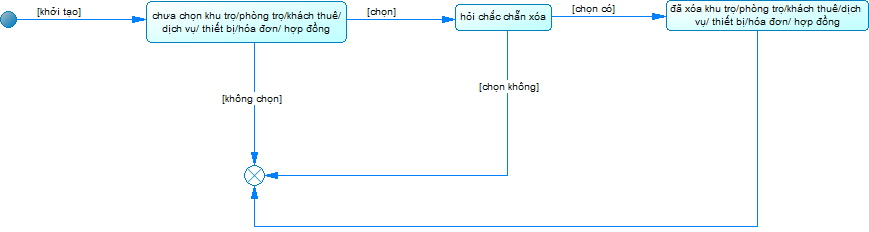 [khởi tạo]
chưa chọn khu trọ/phòng trọ/khách thuê/
dịch vụ/ thiết bị/hóa đơn/ hợp đồng
[chọn]
hỏi chắc chắn xóa
[chọn có]
đã xóa khu trọ/phòng trọ/khách thuê/dịch
vụ/ thiết bị/hóa đơn/ hợp đồng
[không chọn]
[chọn không]